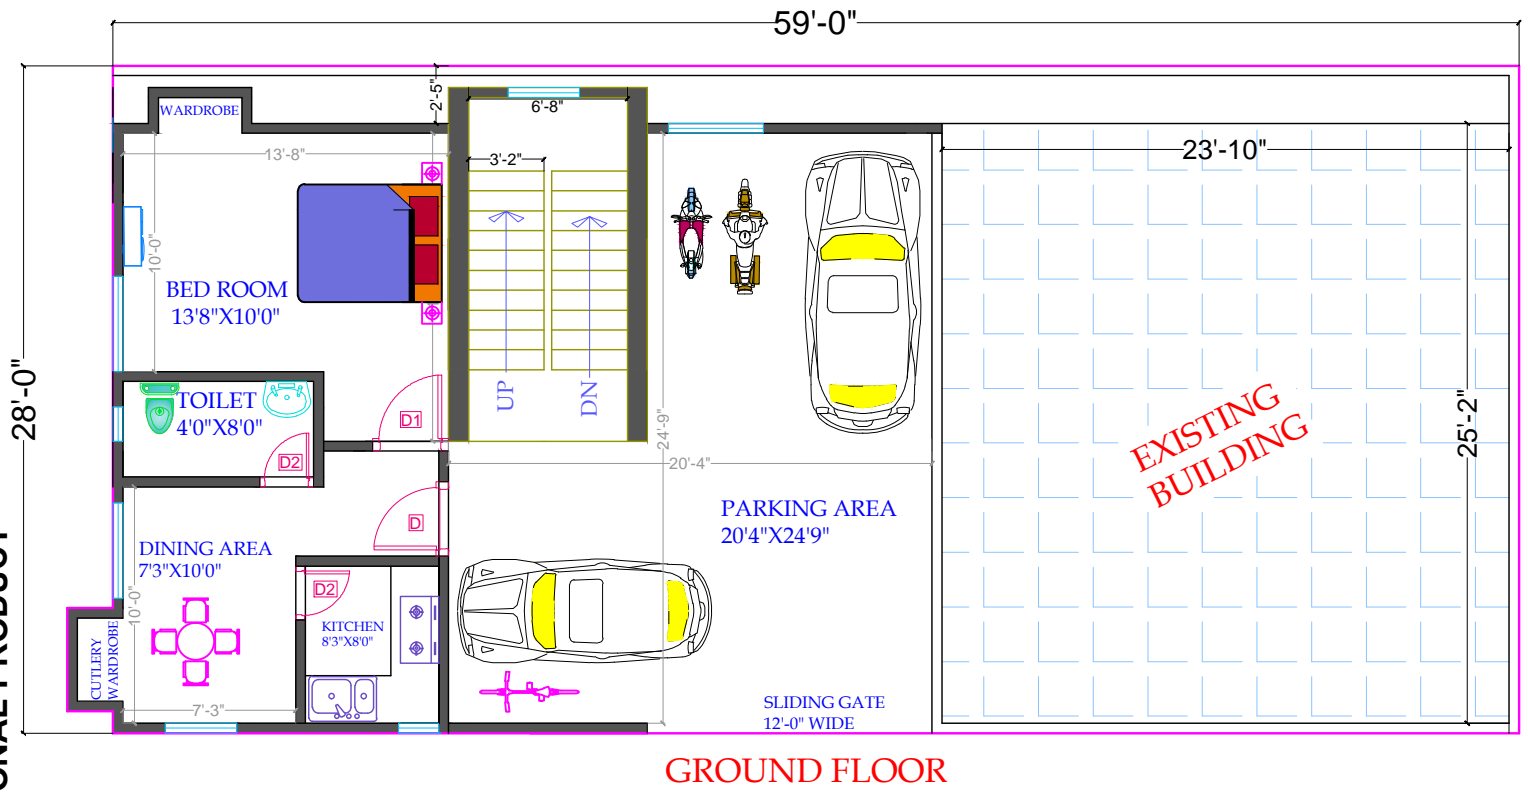 59'-0"
28'-0"
2'-5"
WARDROBE
6'-8"
13'-8"
3'-2"
23'-10"
10'-0"
BED ROOM
13'8"X10'0"
UP
DN
TOILET
4'0"X8'0"
D1
D2
24'-9"
20'-4"
25'-2"
EXISTING
BUILDING
D
PARKING AREA
20'4"X24'9"
DINING AREA
7'3"X10'0"
10'-0"
D2
KITCHEN
8'3"X8'0"
CUTLERY
WARDROBE
7'-3"
SLIDING GATE
12'-0" WIDE
GROUND FLOOR